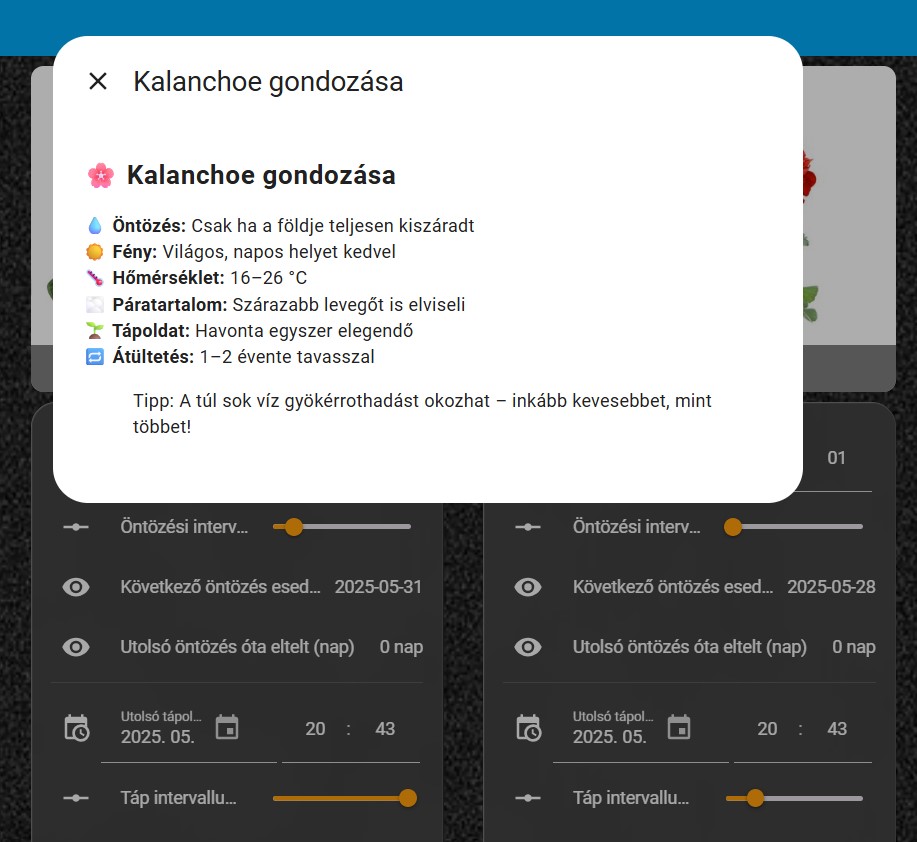 Kalanchoe gondozása
🌸 Kalanchoe gondozása
💧 Öntözés: Csak ha a földje teljesen kiszáradt
☀️ Fény: Világos, napos helyet kedvel
🌡️ Hőmérséklet: 16–26 °C
🌫️ Páratartalom: Szárazabb levegőt is elviseli
🌱 Tápoldat: Havonta egyszer elegendő
🔁 Átültetés: 1–2 évente tavasszal
Tipp: A túl sok víz gyökérrothadást okozhat – inkább kevesebbet, mint
többet!
01
Öntözési interv...
Öntözési interv...
Következő öntözés esed... 2025-05-31
Következő öntözés esed... 2025-05-28
Utolsó öntözés óta eltelt (nap) 0 nap
Utolsó öntözés óta eltelt (nap) 0 nap
Utolsó tápol...
2025. 05.
20 : 43
Utolsó tápol...
2025. 05.
20 : 43
Táp intervallu...
Táp intervallu...